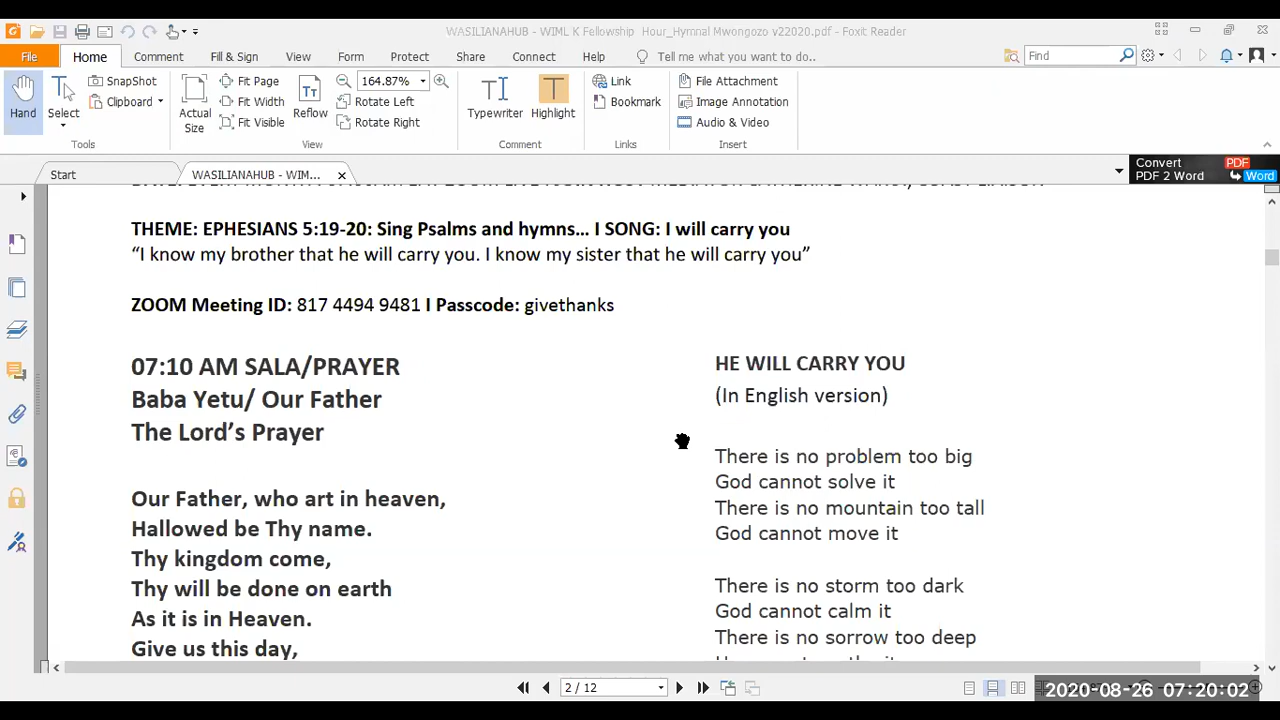 WASILIANAHUB - WIML K Fellowship Hour_Hymnal Mwongozo v22020.pdf - Foxit Reader
File Home Comment Fill & Sign View Form Protect Share Connect Help Tell me what you want to do.. Find
Hand
Select
SnapShot
Clipboard
Tools
Actual Size
Fit Page
Fit Width
Fit Visible
Reflow
164.87%
Rotate Left
Rotate Right
View
Typewriter
Highlight
Comment
Link
Bookmark
Links
File Attachment
Image Annotation
Audio & Video
Insert
Start
WASILIANAHUB - WIM...
Convert PDF
PDF 2 Word Word
THEME: EPHESIANS 5:19-20: Sing Psalms and hymns... I SONG: I will carry you
“I know my brother that he will carry you. I know my sister that he will carry you”
ZOOM Meeting ID: 817 4494 9481 I Passcode: givethanks
07:10 AM SALA/PRAYER
Baba Yetu/ Our Father
The Lord’s Prayer
Our Father, who art in heaven,
Hallowed be Thy name.
Thy kingdom come,
Thy will be done on earth
As it is in Heaven.
Give us this day,
HE WILL CARRY YOU
(In English version)
There is no problem too big
God cannot solve it
There is no mountain too tall
God cannot move it
There is no storm too dark
God cannot calm it
There is no sorrow too deep
2 / 12
2020-08-26 07:20:02